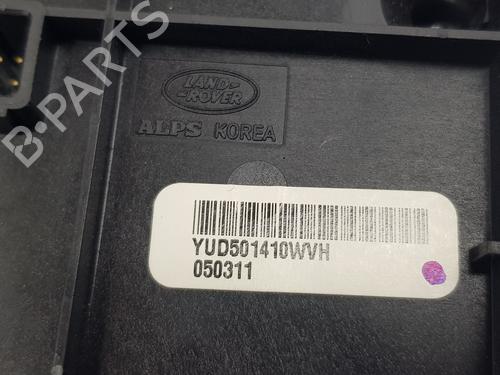 LAND-
-ROVER
ALPS KOREA
B-PARTS
YUD501410WVH
050311